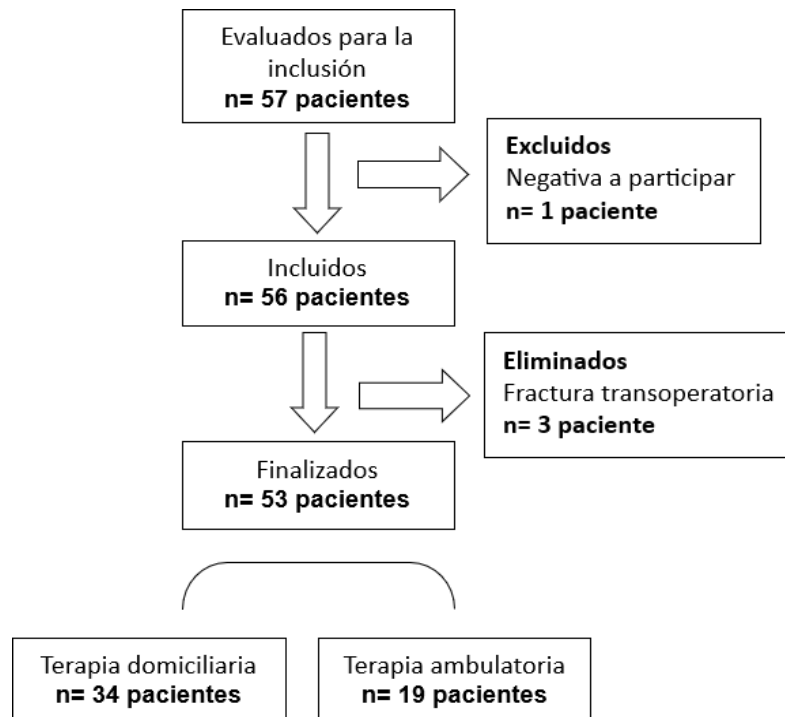 Evaluados para la
inclusión
n= 57 pacientes
Excluidos
Negativa a participar
n= 1 paciente
Incluidos
n= 56 pacientes
Eliminados
Fractura transoperatoria
n= 3 paciente
Finalizados
n= 53 pacientes
Terapia domiciliaria
n= 34 pacientes
Terapia ambulatoria
n= 19 pacientes